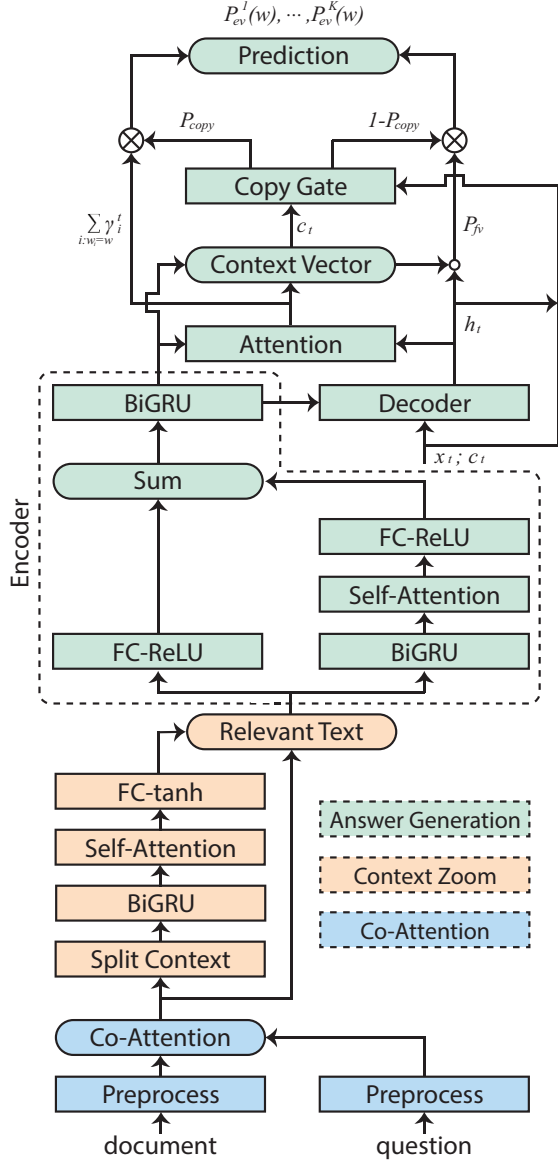 P_ev^1(w), ··· ,P_ev^K(w)
Prediction
P_copy
1-P_copy
Copy Gate
∑ γ_i^t
i:w_i=w
c_t
P_fv
Context Vector
h_t
Attention
BiGRU
Decoder
x_t ; c_t
Sum
Encoder
FC-ReLU
Self-Attention
FC-ReLU
BiGRU
Relevant Text
FC-tanh
Answer Generation
Self-Attention
Context Zoom
BiGRU
Co-Attention
Split Context
Co-Attention
Preprocess
Preprocess
document
question